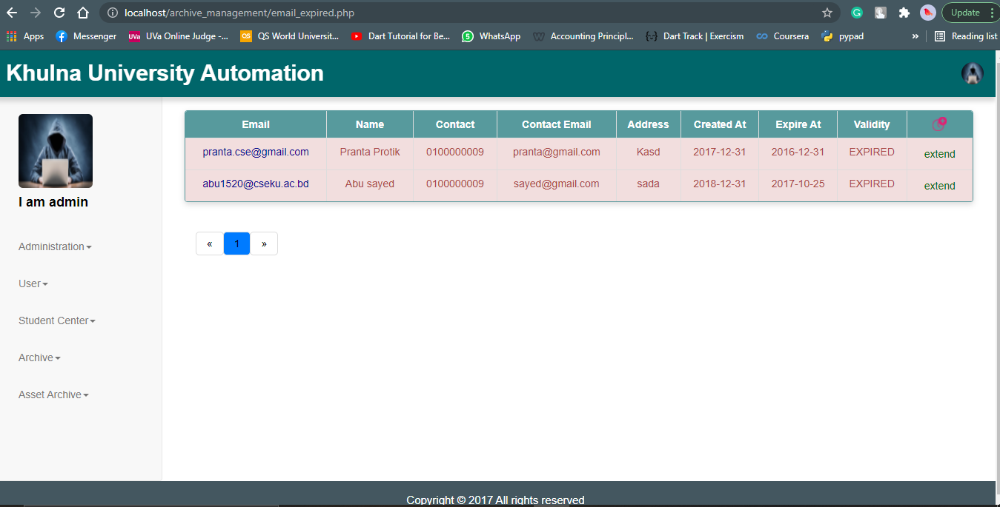 localhost/archive_management/email_expired.php
Update
Apps Messenger UVa Online Judge -... QS World Universit... Dart Tutorial for Be... WhatsApp Accounting Principl... Dart Track | Exercism Coursera pypad » Reading list
Khulna University Automation
I am admin
Administration
User
Student Center
Archive
Asset Archive
Email Name Contact Contact Email Address Created At Expire At Validity
pranta.cse@gmail.com Pranta Protik 0100000009 pranta@gmail.com Kasd 2017-12-31 2016-12-31 EXPIRED extend
abu1520@cseku.ac.bd Abu sayed 0100000009 sayed@gmail.com sada 2018-12-31 2017-10-25 EXPIRED extend
« 1 »
Copyright © 2017 All rights reserved